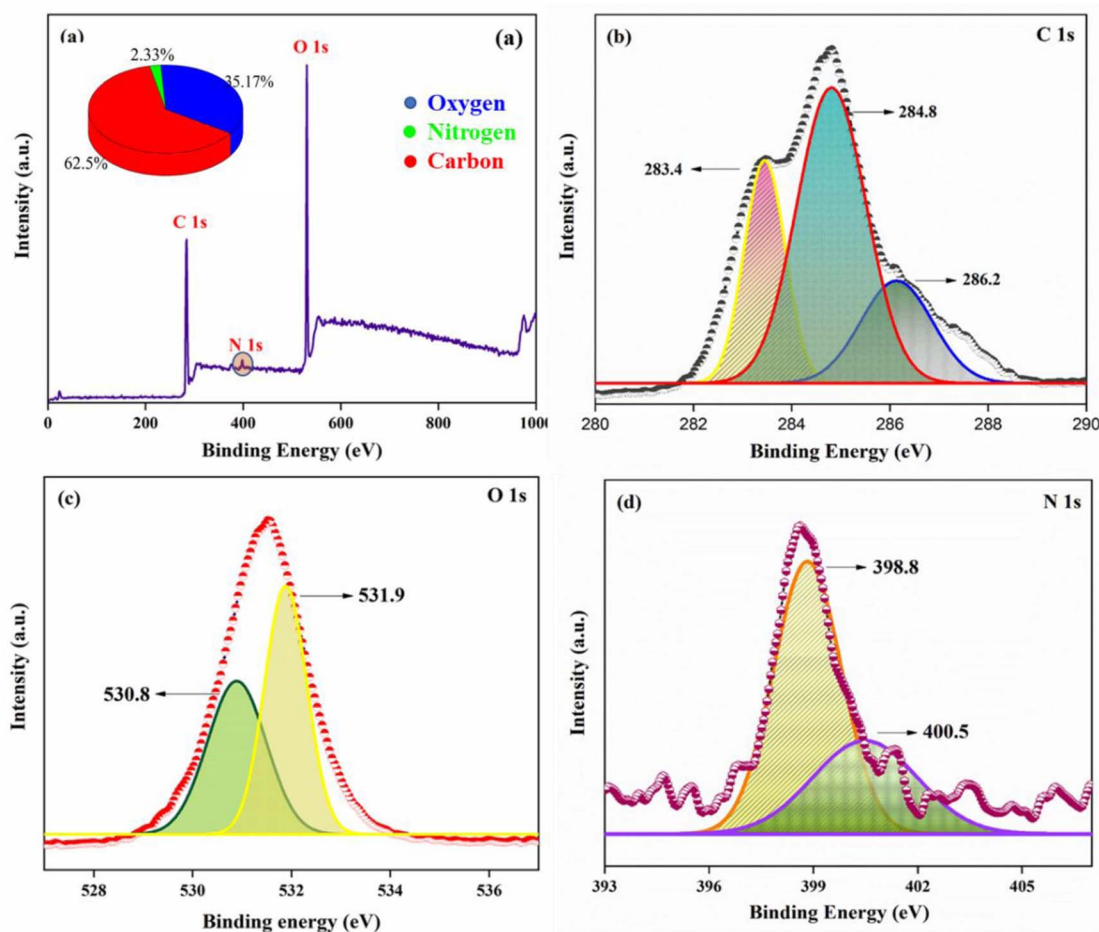 (a)
(a)
2.33%
35.17%
62.5%
O 1s
Oxygen
Nitrogen
Carbon
C 1s
N 1s
Intensity (a.u.)
0 200 400 600 800 1000
Binding Energy (eV)
(b)
C 1s
284.8
283.4
286.2
Intensity (a.u.)
280 282 284 286 288 290
Binding Energy (eV)
(c)
O 1s
531.9
530.8
Intensity (a.u.)
528 530 532 534 536
Binding energy (eV)
(d)
N 1s
398.8
400.5
Intensity (a.u.)
393 396 399 402 405
Binding Energy (eV)